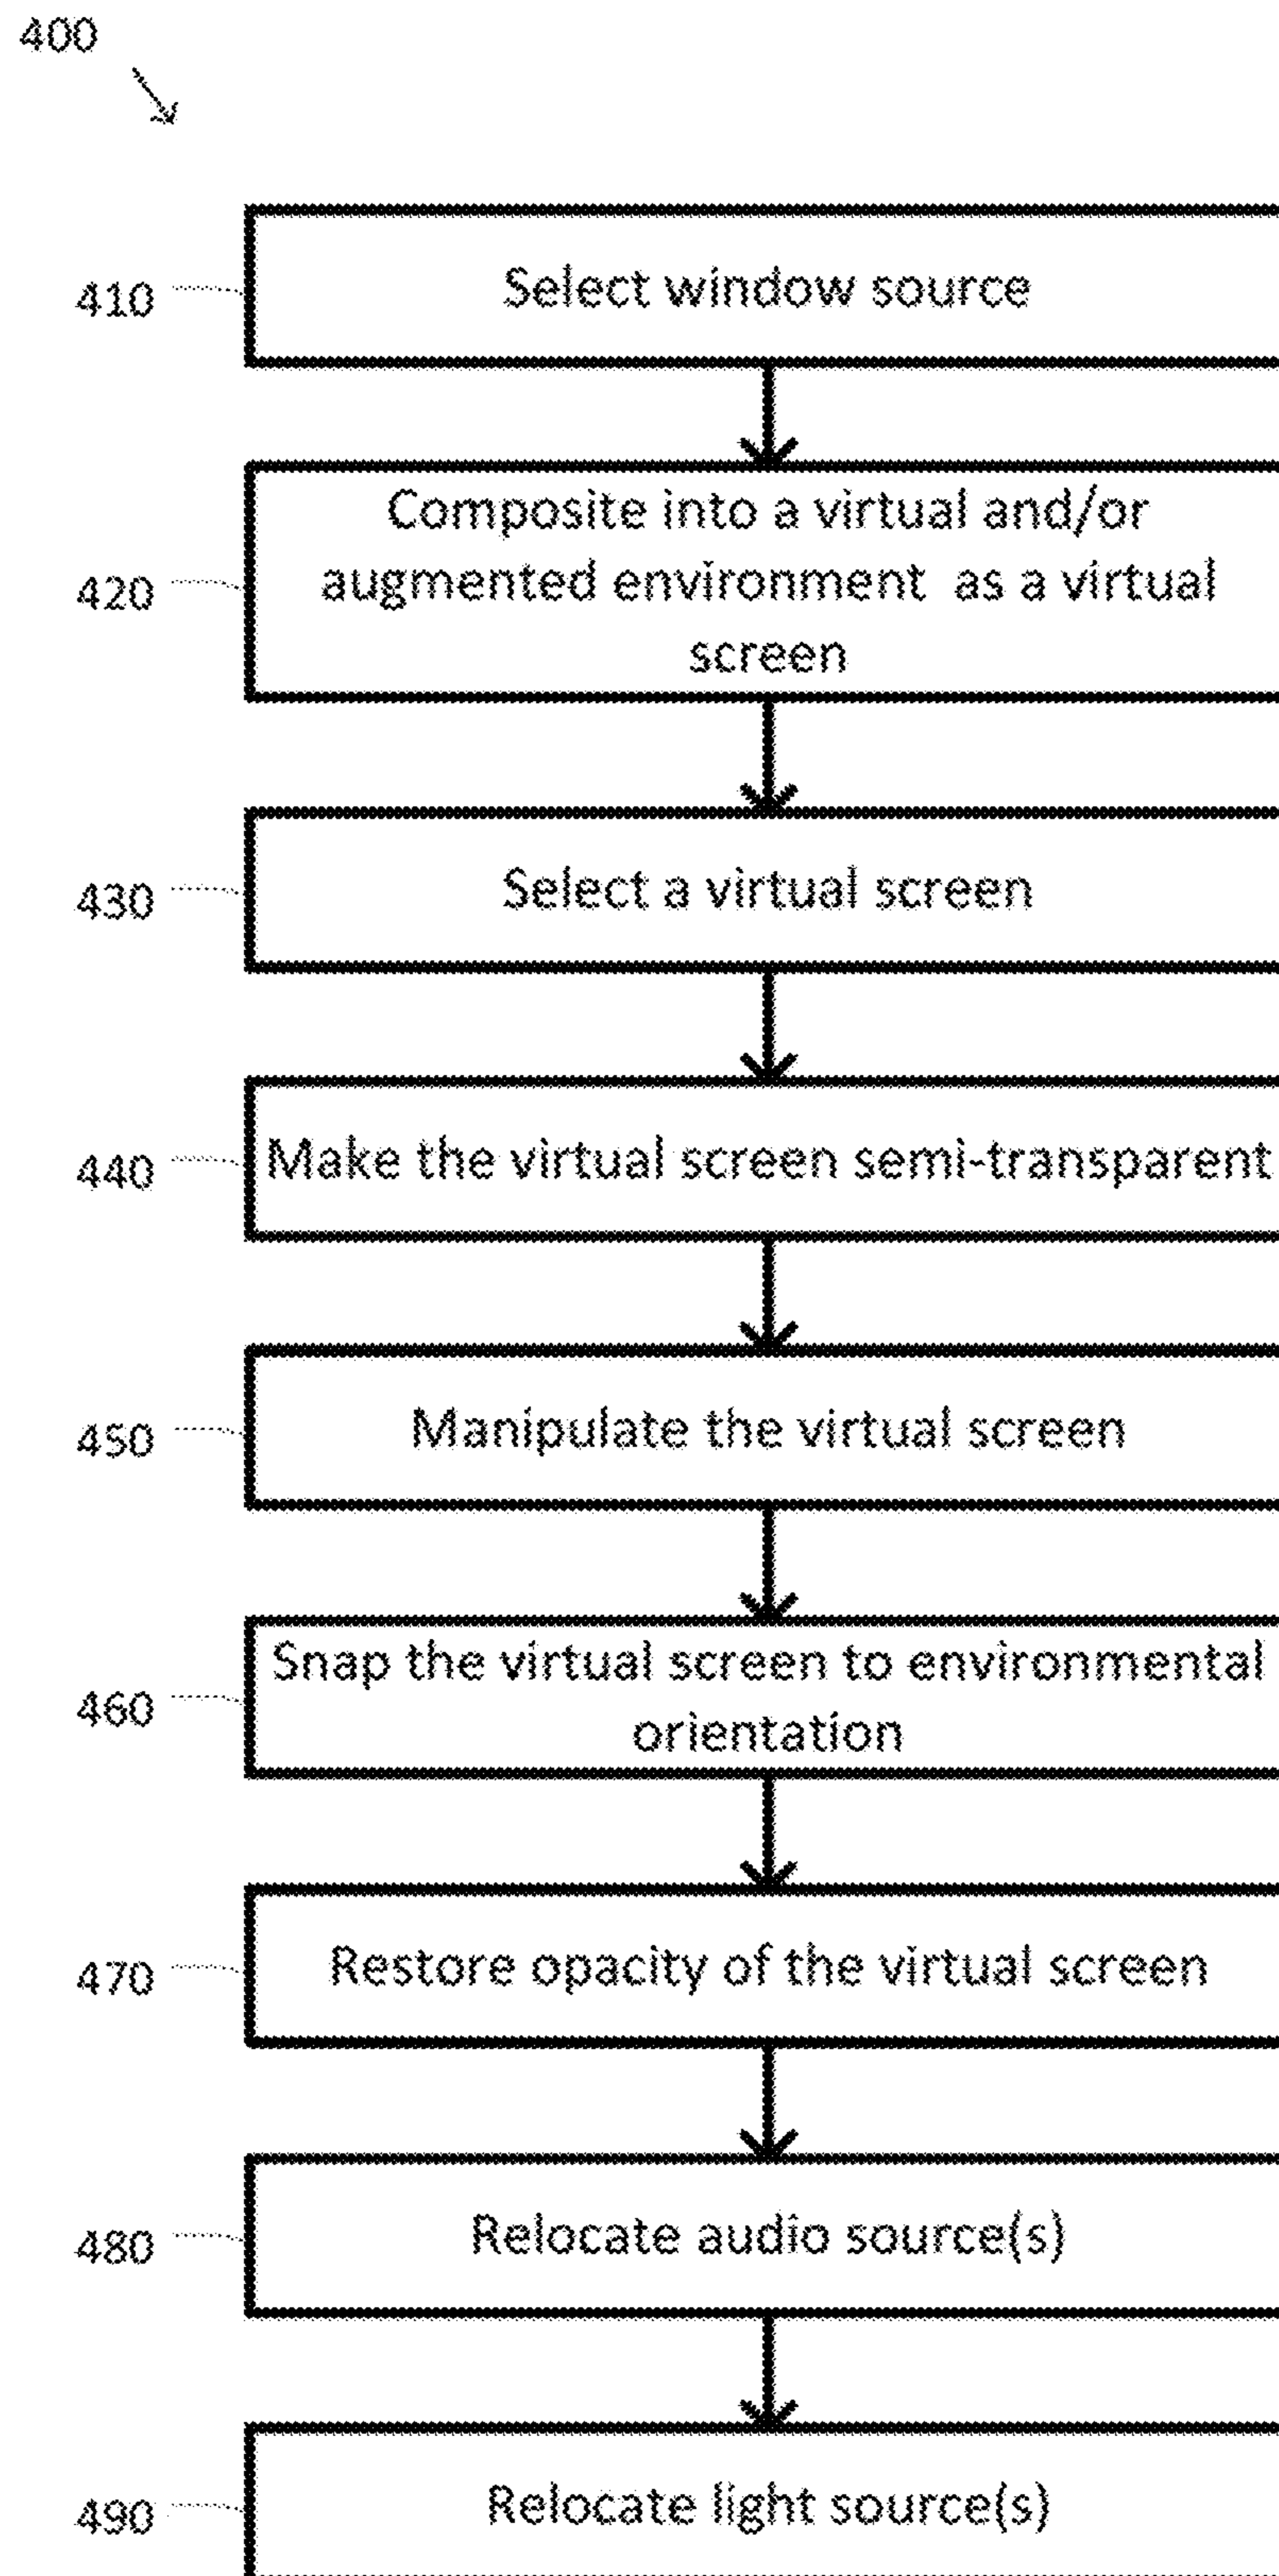 400
410
Select window source
420
Composite into a virtual and/or
augmented environment as a virtual
screen
430
Select a virtual screen
440
Make the virtual screen semi-transparent
450
Manipulate the virtual screen
460
Snap the virtual screen to environmental
orientation
470
Restore opacity of the virtual screen
480
Relocate audio source(s)
490
Relocate light source(s)